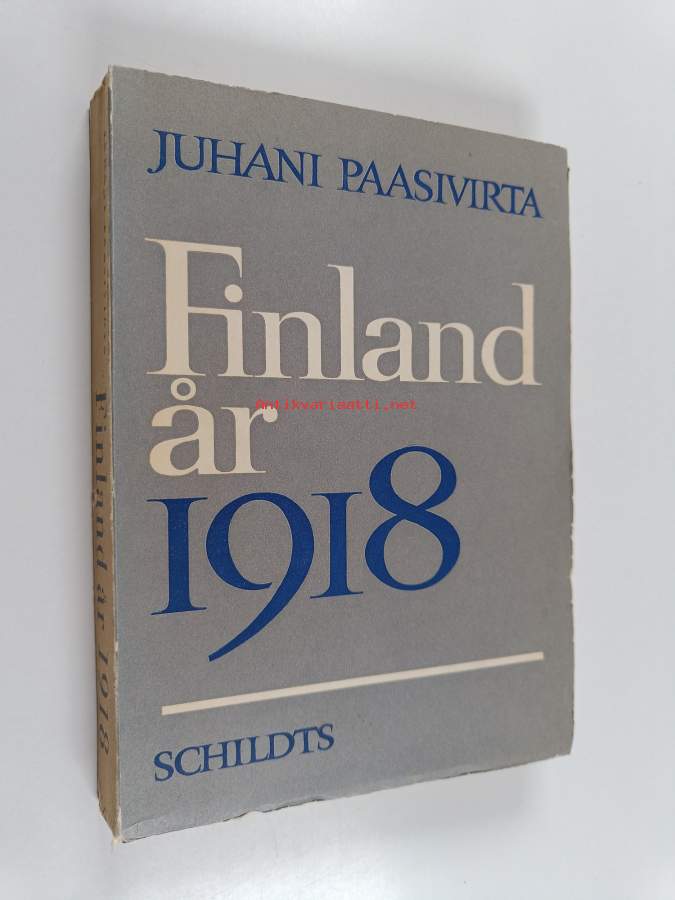 JUHANI PAASIVIRTA
Finland
år
1918
SCHILDTS
Antikvariaatti.net
Finland år 1918